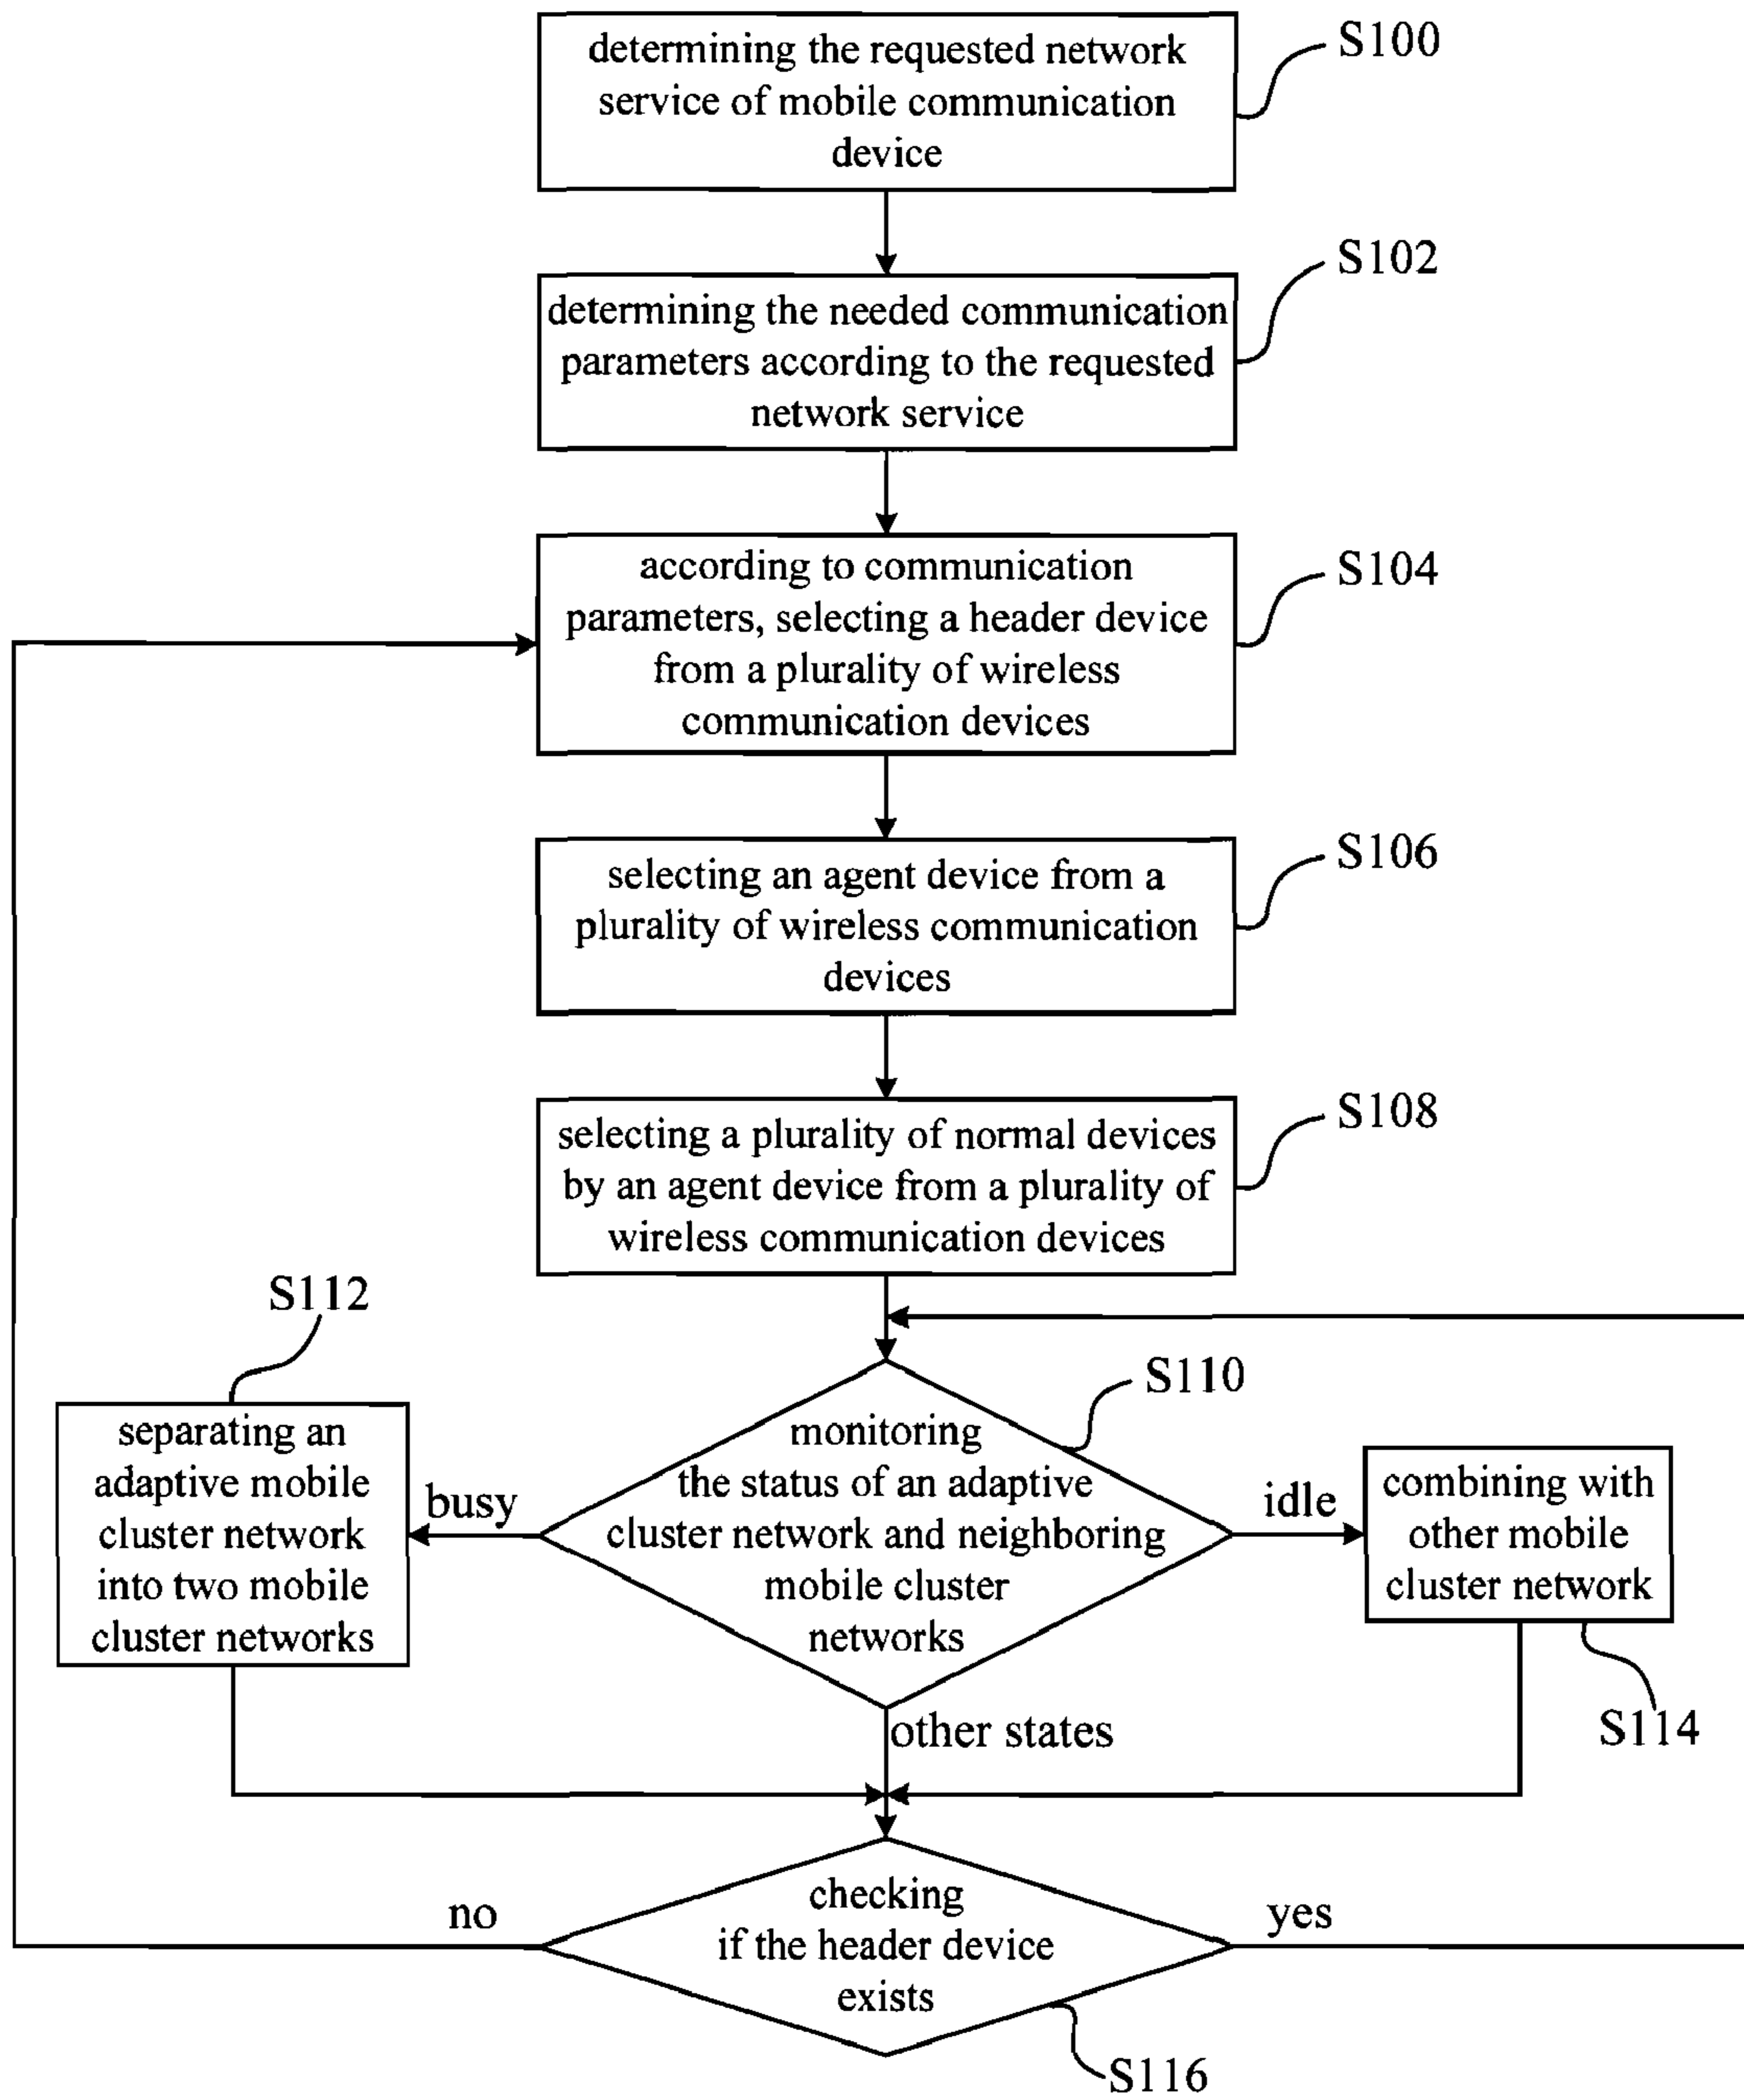 determining the requested network
service of mobile communication
device
S100
determining the needed communication
parameters according to the requested
network service
S102
according to communication
parameters, selecting a header device
from a plurality of wireless
communication devices
S104
selecting an agent device from a
plurality of wireless communication
devices
S106
selecting a plurality of normal devices
by an agent device from a plurality of
wireless communication devices
S108
S112
separating an
adaptive mobile
cluster network
into two mobile
cluster networks
busy
S110
monitoring
the status of an adaptive
cluster network and neighboring
mobile cluster
networks
idle
combining with
other mobile
cluster network
S114
other states
no
checking
if the header device
exists
yes
S116